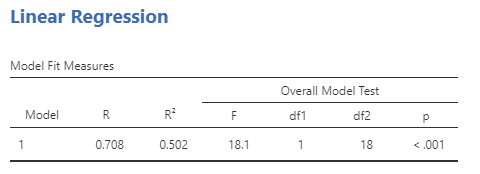 Linear Regression
Model Fit Measures
Overall Model Test
Model R R² F df1 df2 p
1 0.708 0.502 18.1 1 18 < .001